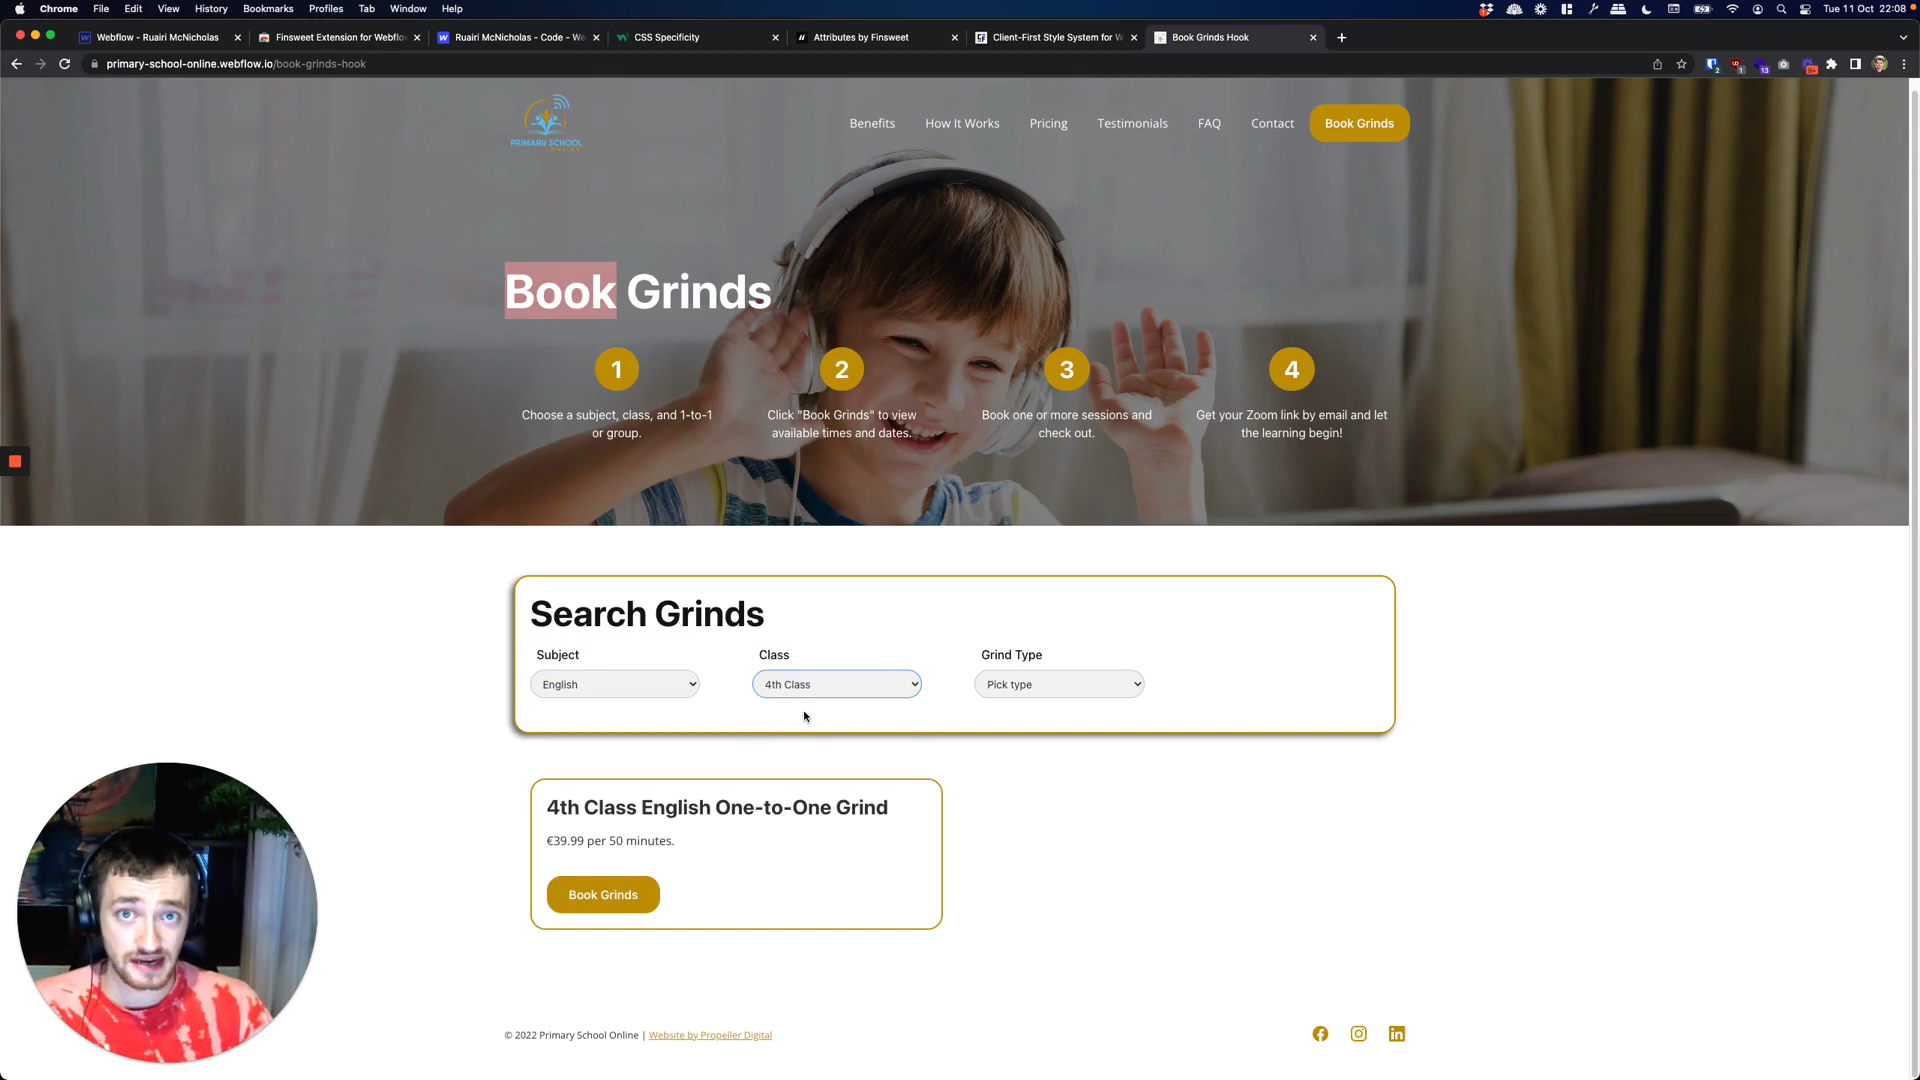 Chrome File Edit View History Bookmarks Profiles Tab Window Help
Tue 11 Oct 22:08
Webflow - Ruairi McNicholas
Finsweet Extension for Webflow
Ruairi McNicholas - Code - We
CSS Specificity
Attributes by Finsweet
Client-First Style System for W
Book Grinds Hook
primary-school-online.webflow.io/book-grinds-hook
2
1
13
9+
PRIMARY SCHOOL
ONLINE
Benefits How It Works Pricing Testimonials FAQ Contact Book Grinds
Book Grinds
1
Choose a subject, class, and 1-to-1
or group.
2
Click "Book Grinds" to view
available times and dates.
3
Book one or more sessions and
check out.
4
Get your Zoom link by email and let
the learning begin!
Search Grinds
Subject Class Grind Type
English 4th Class Pick type
4th Class English One-to-One Grind
€39.99 per 50 minutes.
Book Grinds
© 2022 Primary School Online | Website by Propeller Digital